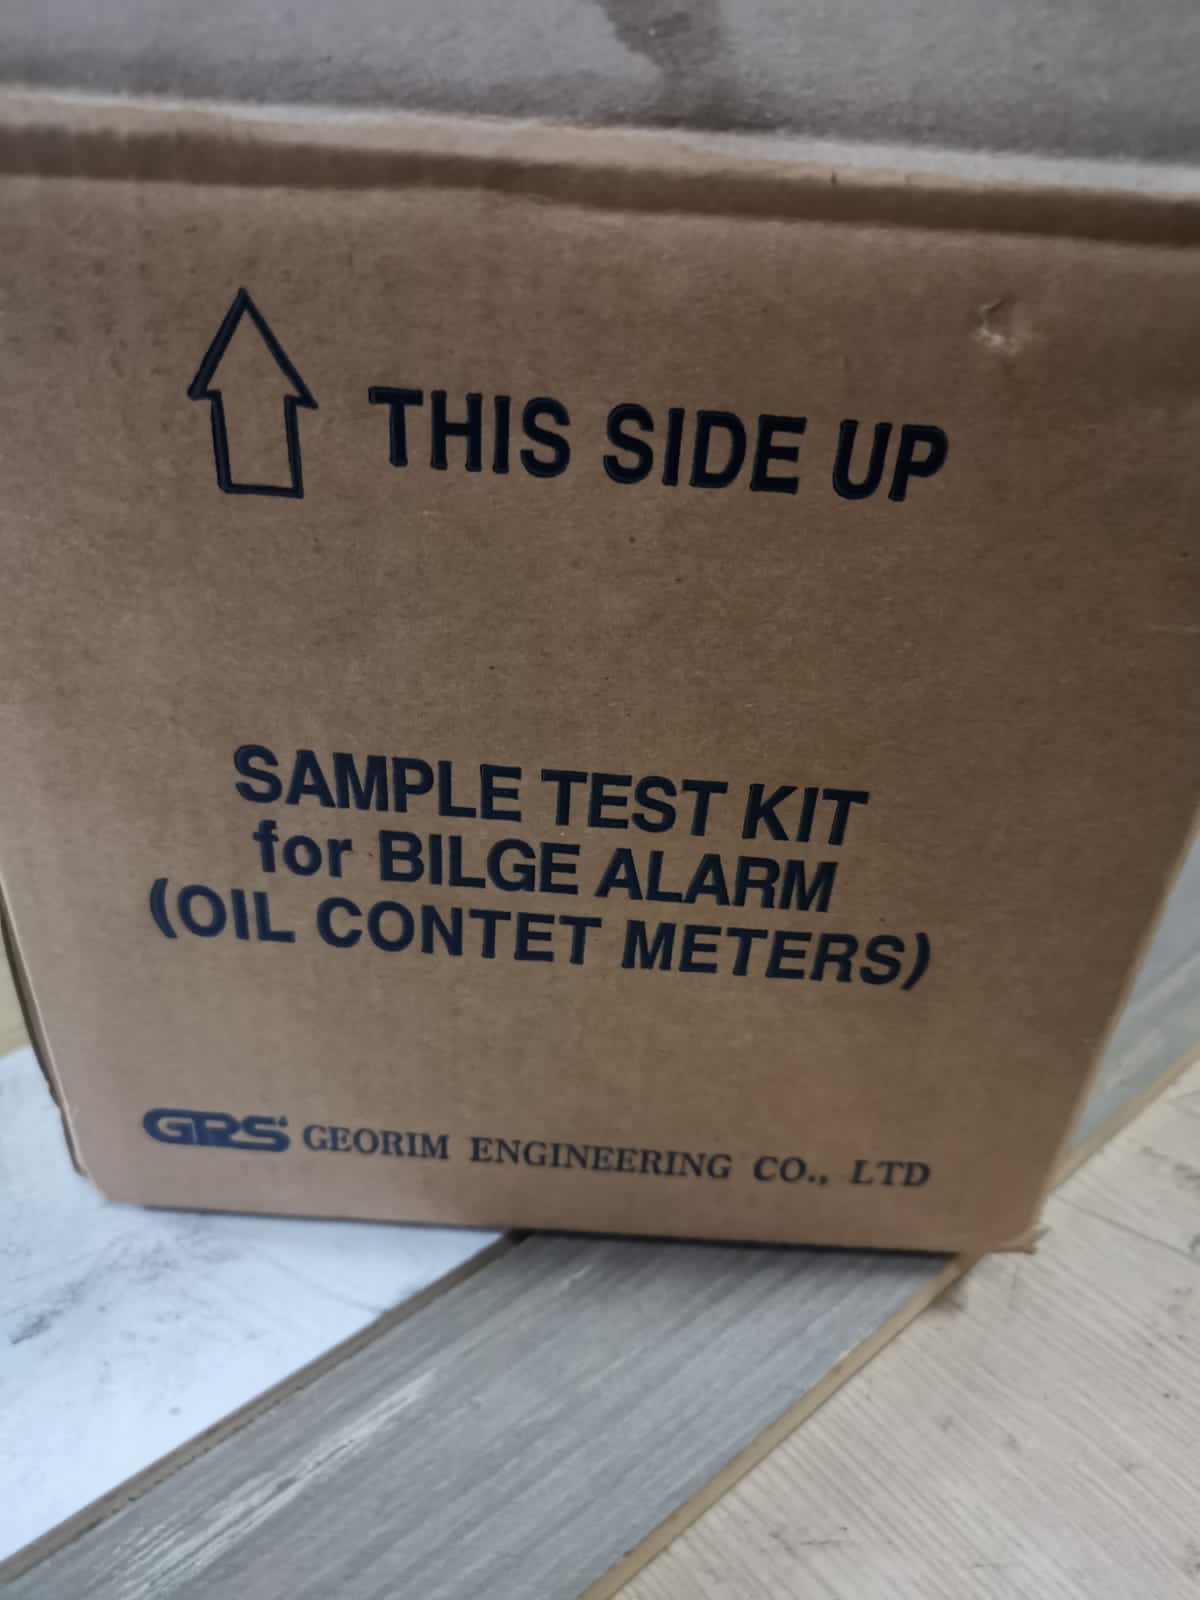 THIS SIDE UP
SAMPLE TEST KIT
for BILGE ALARM
(OIL CONTET METERS)
GRS GEORIM ENGINEERING CO., LTD